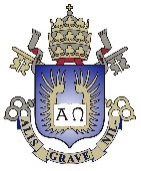 Α Ω
ALIS GRAVE NIL